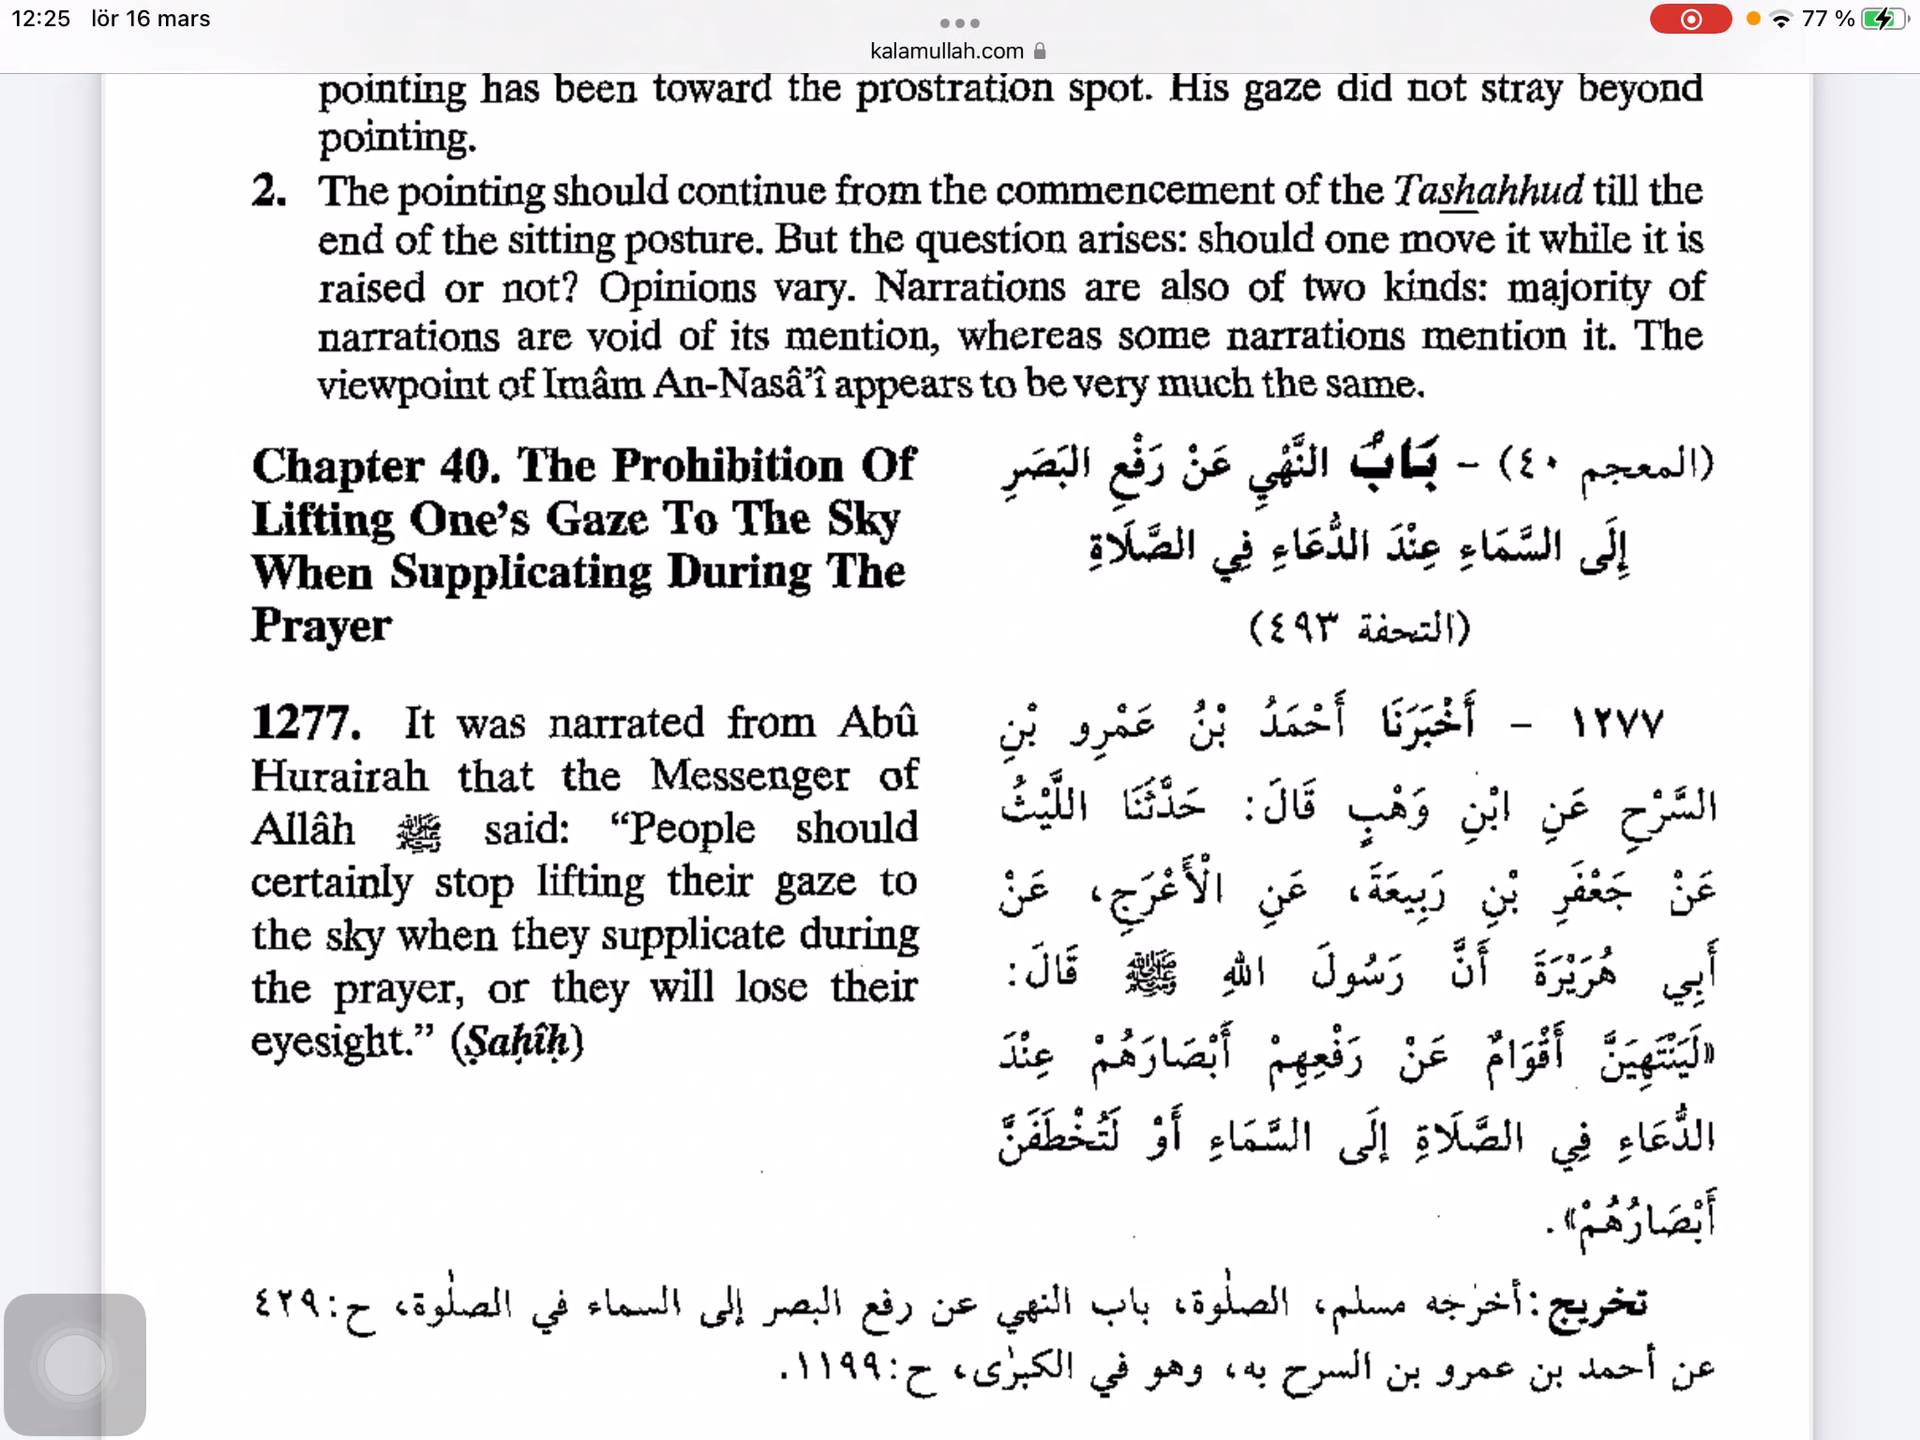 12:25 lör 16 mars
77 %
kalamullah.com
pointing has been toward the prostration spot. His gaze did not stray beyond
pointing.
2. The pointing should continue from the commencement of the Tashahhud till the
end of the sitting posture. But the question arises: should one move it while it is
raised or not? Opinions vary. Narrations are also of two kinds: majority of
narrations are void of its mention, whereas some narrations mention it. The
viewpoint of Imâm An-Nasâ’î appears to be very much the same.
Chapter 40. The Prohibition Of
Lifting One’s Gaze To The Sky
When Supplicating During The
Prayer
(المعجم ٤٠) - بَابُ النَّهْيِ عَنْ رَفْعِ البَصَرِ
إِلَى السَّمَاءِ عِنْدَ الدُّعَاءِ فِي الصَّلَاةِ
(التحفة ٤٩٣)
1277. It was narrated from Abû
Hurairah that the Messenger of
Allâh ﷺ said: “People should
certainly stop lifting their gaze to
the sky when they supplicate during
the prayer, or they will lose their
eyesight.” (Ṣaḥîḥ)
١٢٧٧ - أَخْبَرَنَا أَحْمَدُ بْنُ عَمْرِو بْنِ
السَّرْحِ عَنِ ابْنِ وَهْبٍ قَالَ: حَدَّثَنَا اللَّيْثُ
عَنْ جَعْفَرِ بْنِ رَبِيعَةَ، عَنِ الْأَعْرَجِ، عَنْ
أَبِي هُرَيْرَةَ أَنَّ رَسُولَ اللهِ ﷺ قَالَ:
«لَيَنْتَهِيَنَّ أَقْوَامٌ عَنْ رَفْعِهِمْ أَبْصَارَهُمْ عِنْدَ
الدُّعَاءِ فِي الصَّلَاةِ إِلَى السَّمَاءِ أَوْ لَتُخْطَفَنَّ
أَبْصَارُهُمْ».
تخريج: أخرجه مسلم، الصلٰوة، باب النهي عن رفع البصر إلى السماء في الصلٰوة، ح:٤٢٩
عن أحمد بن عمرو بن السرح به، وهو في الكبرٰى، ح:١١٩٩.